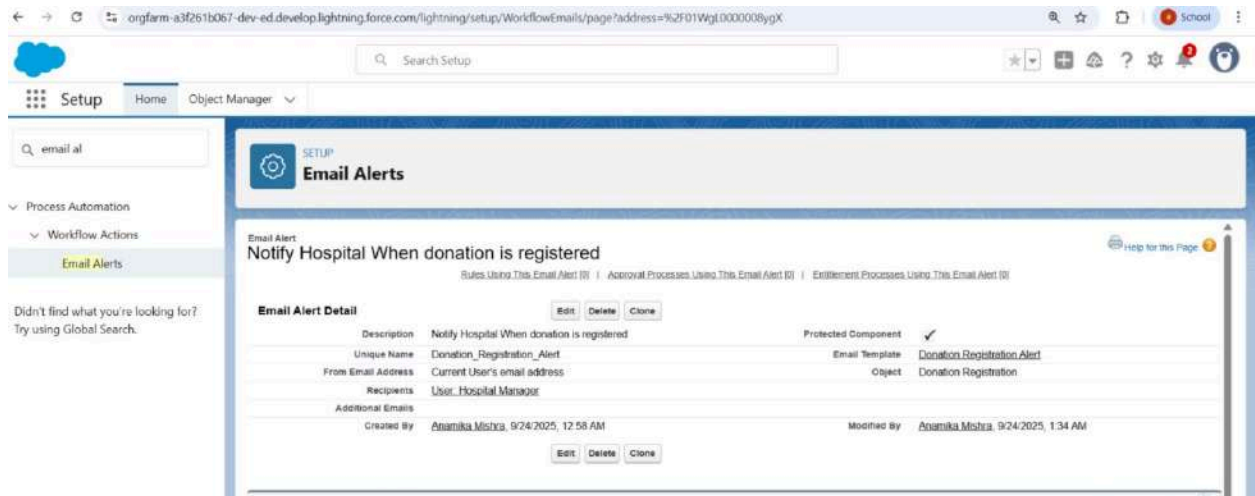 orgfarm-a3f261b067-dev-ed.develop.lightning.force.com/lightning/setup/WorkflowEmails/page?address=%2F01WgL0000008ygX
School
Search Setup
Setup Home Object Manager
email al
SETUP
Email Alerts
Process Automation
Workflow Actions
Email Alerts
Didn't find what you're looking for?
Try using Global Search.
Email Alert
Notify Hospital When donation is registered
Help for this Page
Rules Using This Email Alert [0] | Approval Processes Using This Email Alert [0] | Entitlement Processes Using This Email Alert [0]
Email Alert Detail Edit Delete Clone
Description Notify Hospital When donation is registered Protected Component ✓
Unique Name Donation_Registration_Alert Email Template Donation Registration Alert
From Email Address Current User's email address Object Donation Registration
Recipients User: Hospital Manager
Additional Emails
Created By Anamika Mishra, 9/24/2025, 12:58 AM Modified By Anamika Mishra, 9/24/2025, 1:34 AM
Edit Delete Clone